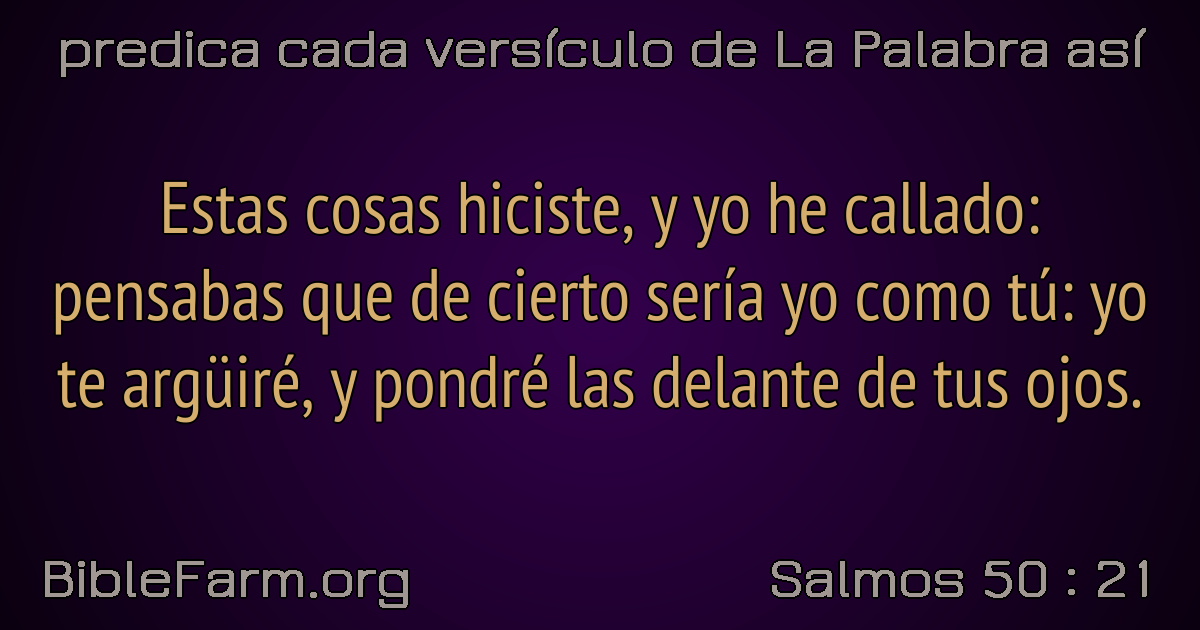 predica cada versículo de La Palabra así
Estas cosas hiciste, y yo he callado:
pensabas que de cierto sería yo como tú: yo
te argüiré, y pondré las delante de tus ojos.
BibleFarm.org
Salmos 50 : 21